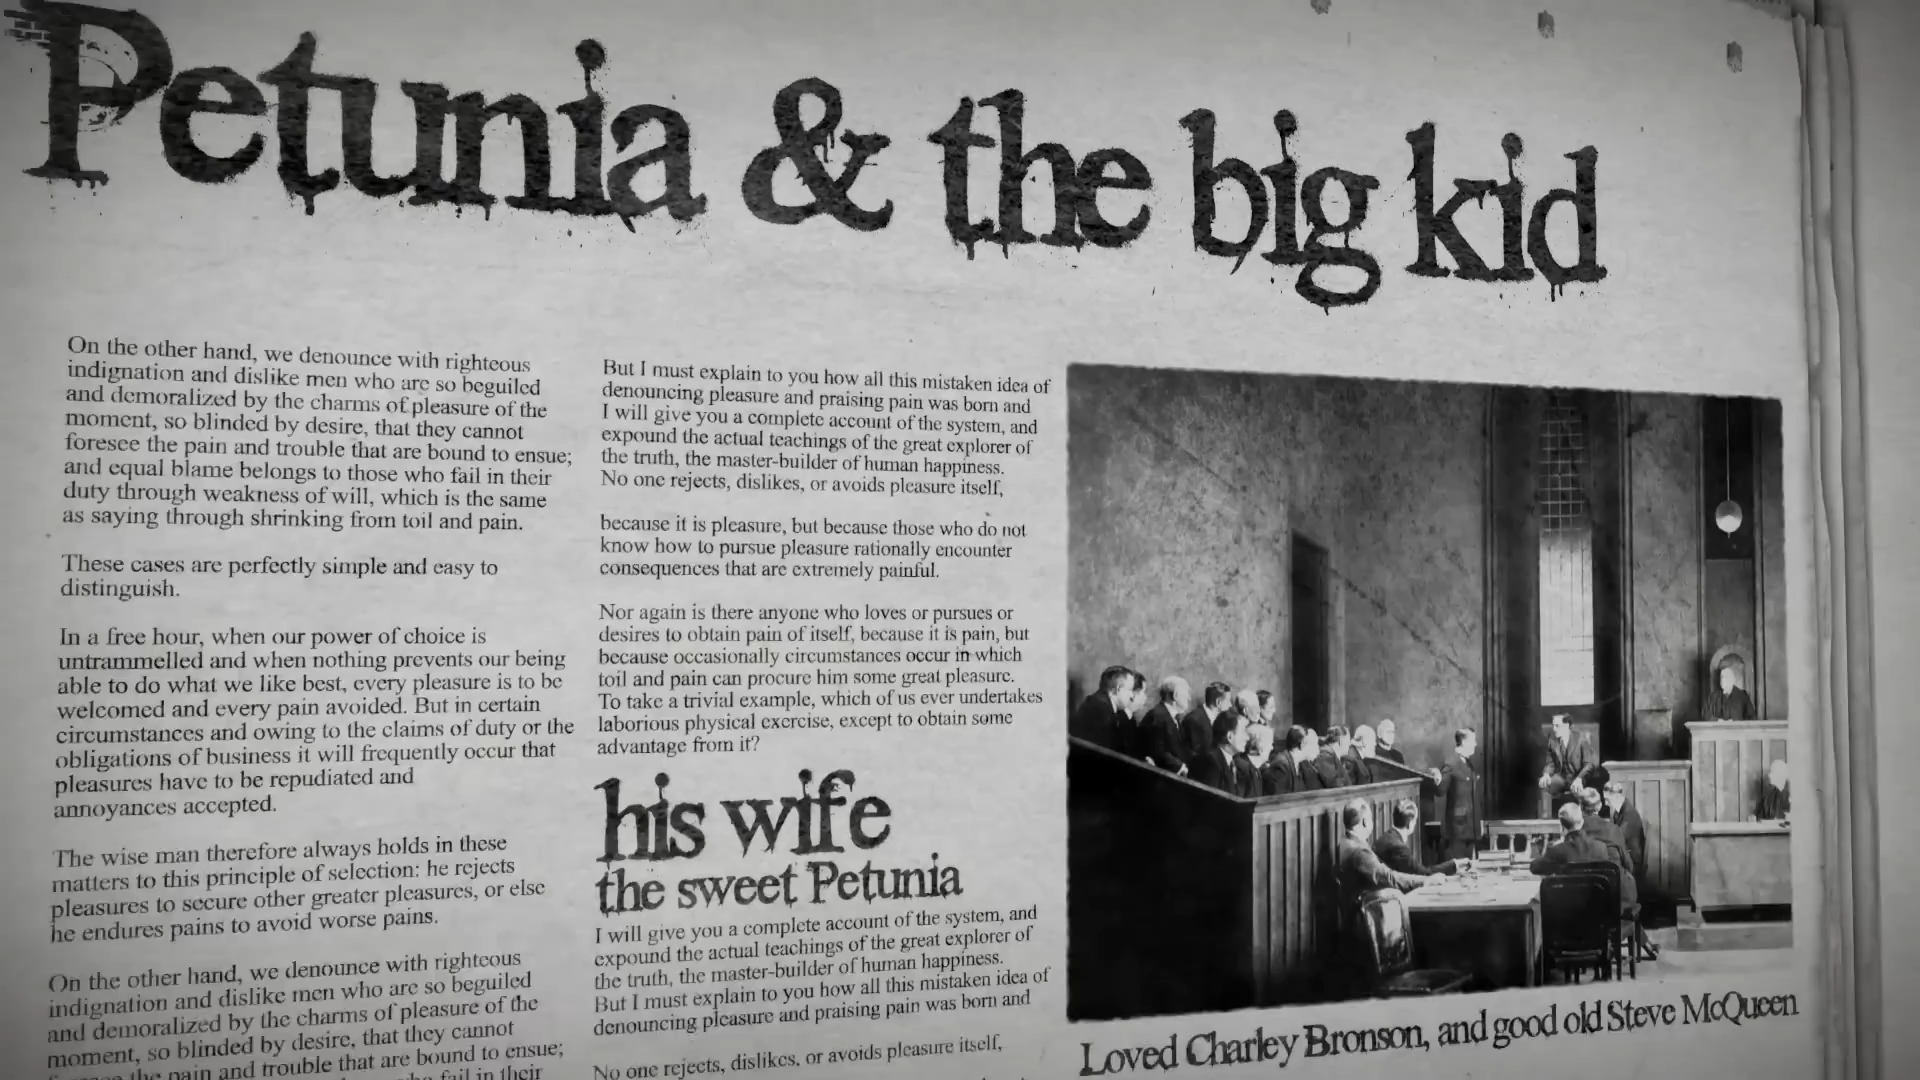 Petunia & the big kid
On the other hand, we denounce with righteous
indignation and dislike men who are so beguiled
and demoralized by the charms of pleasure of the
moment, so blinded by desire, that they cannot
foresee the pain and trouble that are bound to ensue;
and equal blame belongs to those who fail in their
duty through weakness of will, which is the same
as saying through shrinking from toil and pain.
These cases are perfectly simple and easy to
distinguish.
In a free hour, when our power of choice is
untrammelled and when nothing prevents our being
able to do what we like best, every pleasure is to be
welcomed and every pain avoided. But in certain
circumstances and owing to the claims of duty or the
obligations of business it will frequently occur that
pleasures have to be repudiated and
annoyances accepted.
The wise man therefore always holds in these
matters to this principle of selection: he rejects
pleasures to secure other greater pleasures, or else
he endures pains to avoid worse pains.
On the other hand, we denounce with righteous
indignation and dislike men who are so beguiled
and demoralized by the charms of pleasure of the
moment, so blinded by desire, that they cannot
the pain and trouble that are bound to ensue;
fail in their
But I must explain to you how all this mistaken idea of
denouncing pleasure and praising pain was born and
I will give you a complete account of the system, and
expound the actual teachings of the great explorer of
the truth, the master-builder of human happiness.
No one rejects, dislikes, or avoids pleasure itself,
because it is pleasure, but because those who do not
know how to pursue pleasure rationally encounter
consequences that are extremely painful.
Nor again is there anyone who loves or pursues or
desires to obtain pain of itself, because it is pain, but
because occasionally circumstances occur in which
toil and pain can procure him some great pleasure.
To take a trivial example, which of us ever undertakes
laborious physical exercise, except to obtain some
advantage from it?
his wife
the sweet Petunia
I will give you a complete account of the system, and
expound the actual teachings of the great explorer of
the truth, the master-builder of human happiness.
But I must explain to you how all this mistaken idea of
denouncing pleasure and praising pain was born and
No one rejects, dislikes, or avoids pleasure itself,
Loved Charley Bronson, and good old Steve McQueen